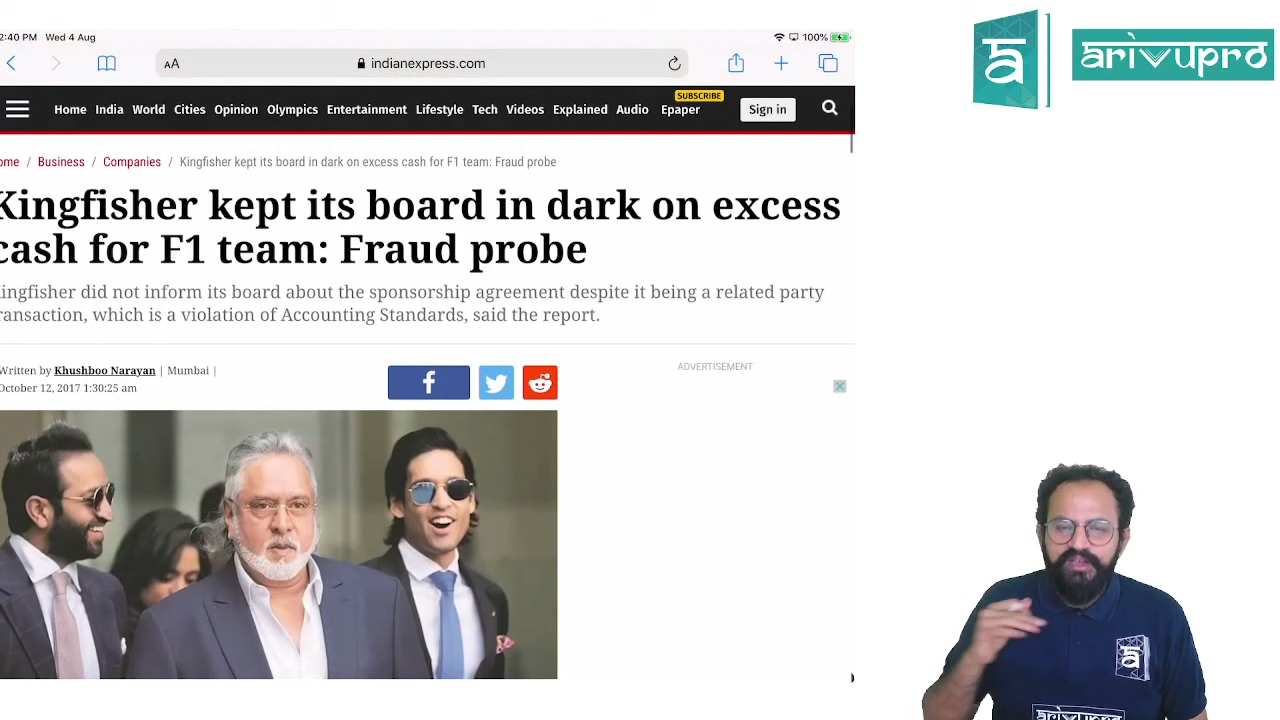 2:40 PM Wed 4 Aug
100%
AA
indianexpress.com
SUBSCRIBE
Home India World Cities Opinion Olympics Entertainment Lifestyle Tech Videos Explained Audio Epaper
Sign in
ome / Business / Companies / Kingfisher kept its board in dark on excess cash for F1 team: Fraud probe
Kingfisher kept its board in dark on excess
cash for F1 team: Fraud probe
ingfisher did not inform its board about the sponsorship agreement despite it being a related party
ransaction, which is a violation of Accounting Standards, said the report.
Written by Khushboo Narayan | Mumbai |
October 12, 2017 1:30:25 am
ADVERTISEMENT
arivupro
arivupro